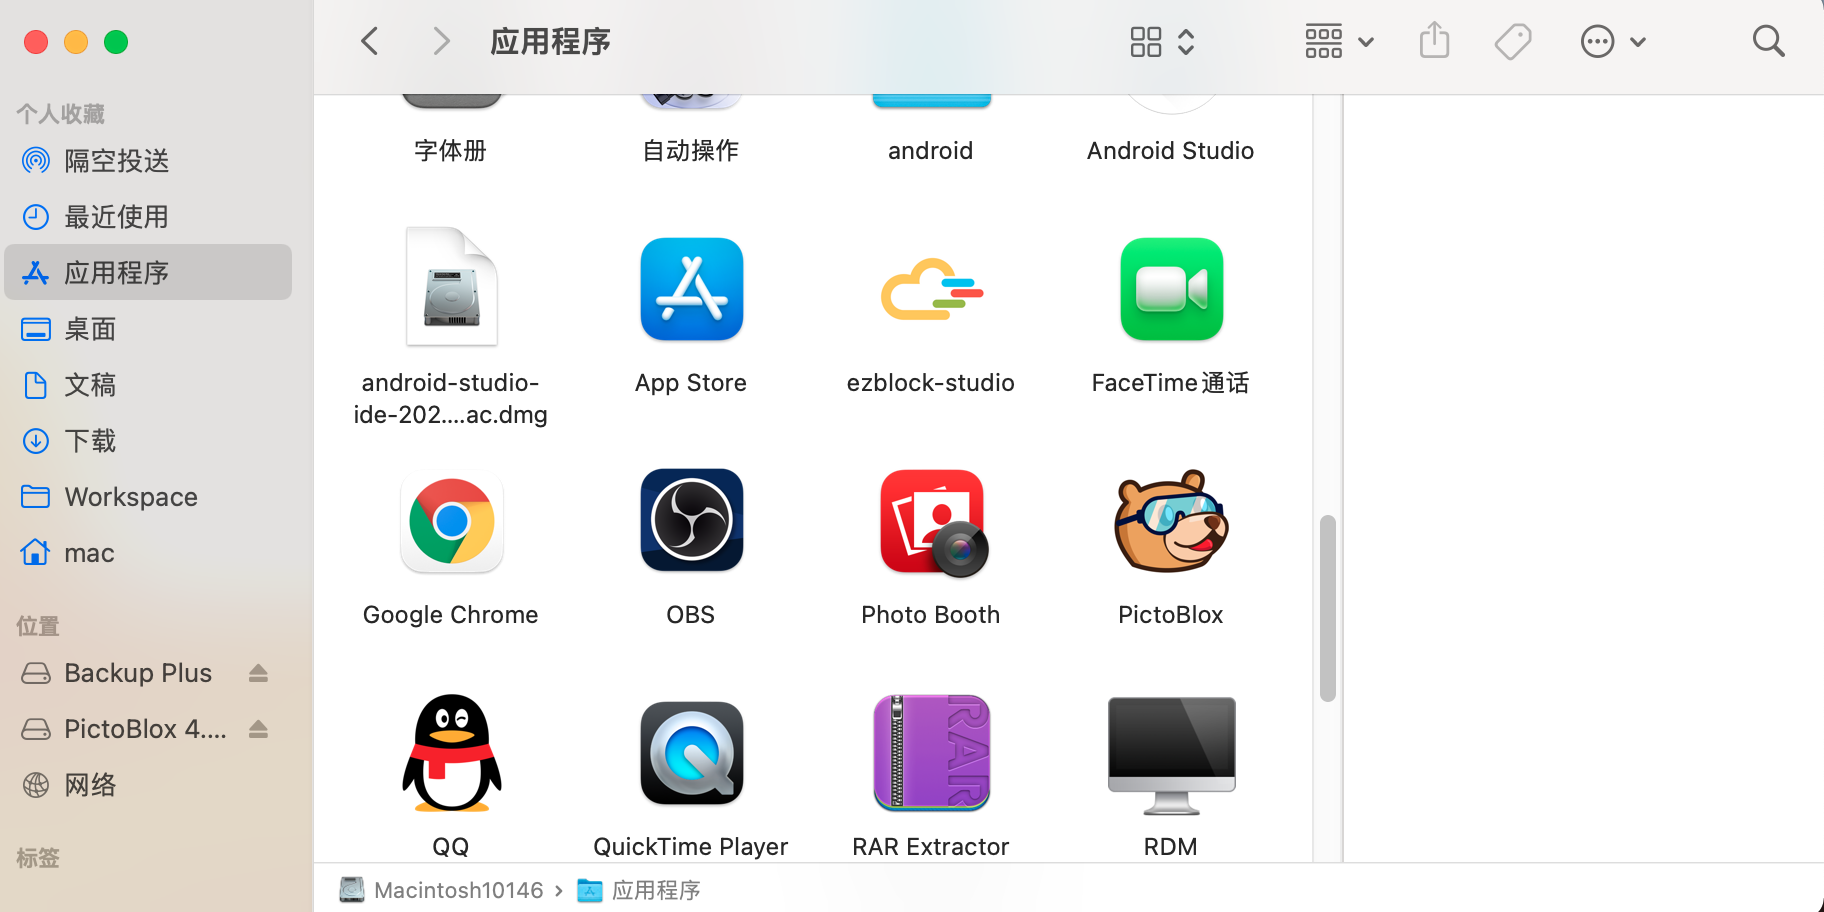 应用程序
个人收藏
隔空投送
最近使用
应用程序
桌面
文稿
下载
Workspace
mac
位置
Backup Plus
PictoBlox 4....
网络
标签
字体册
自动操作
android
Android Studio
android-studio-
ide-202....ac.dmg
App Store
ezblock-studio
FaceTime通话
Google Chrome
OBS
Photo Booth
PictoBlox
RAR
QQ
QuickTime Player
RAR Extractor
RDM
Macintosh10146 › 应用程序